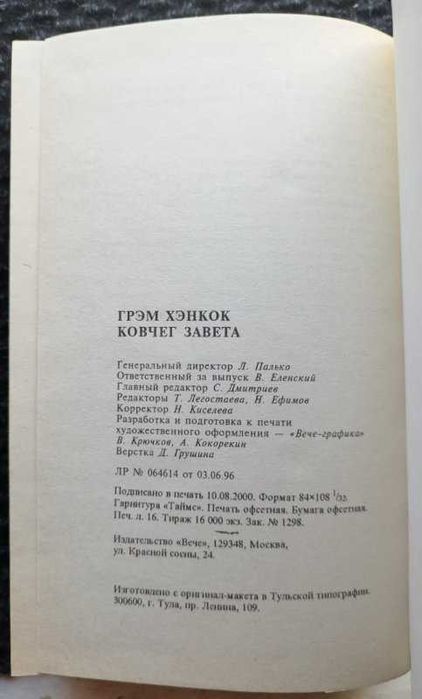 ГРЭМ ХЭНКОК
КОВЧЕГ ЗАВЕТА
Генеральный директор Л. Палько
Ответственный за выпуск В. Еленский
Главный редактор С. Дмитриев
Редакторы Т. Легостаева, Н. Ефимов
Корректор Н. Киселева
Разработка и подготовка к печати
художественного оформления — «Вече-графика»
В. Крючков, А. Кокорекин
Верстка Д. Грушина
ЛР № 064614 от 03.06.96
Подписано в печать 10.08.2000. Формат 84×108 1/32.
Гарнитура «Таймс». Печать офсетная. Бумага офсетная.
Печ. л. 16. Тираж 16 000 экз. Зак. № 1298.
Издательство «Вече», 129348, Москва,
ул. Красной сосны, 24.
Изготовлено с оригинал-макета в Тульской типографии.
300600, г. Тула, пр. Ленина, 109.